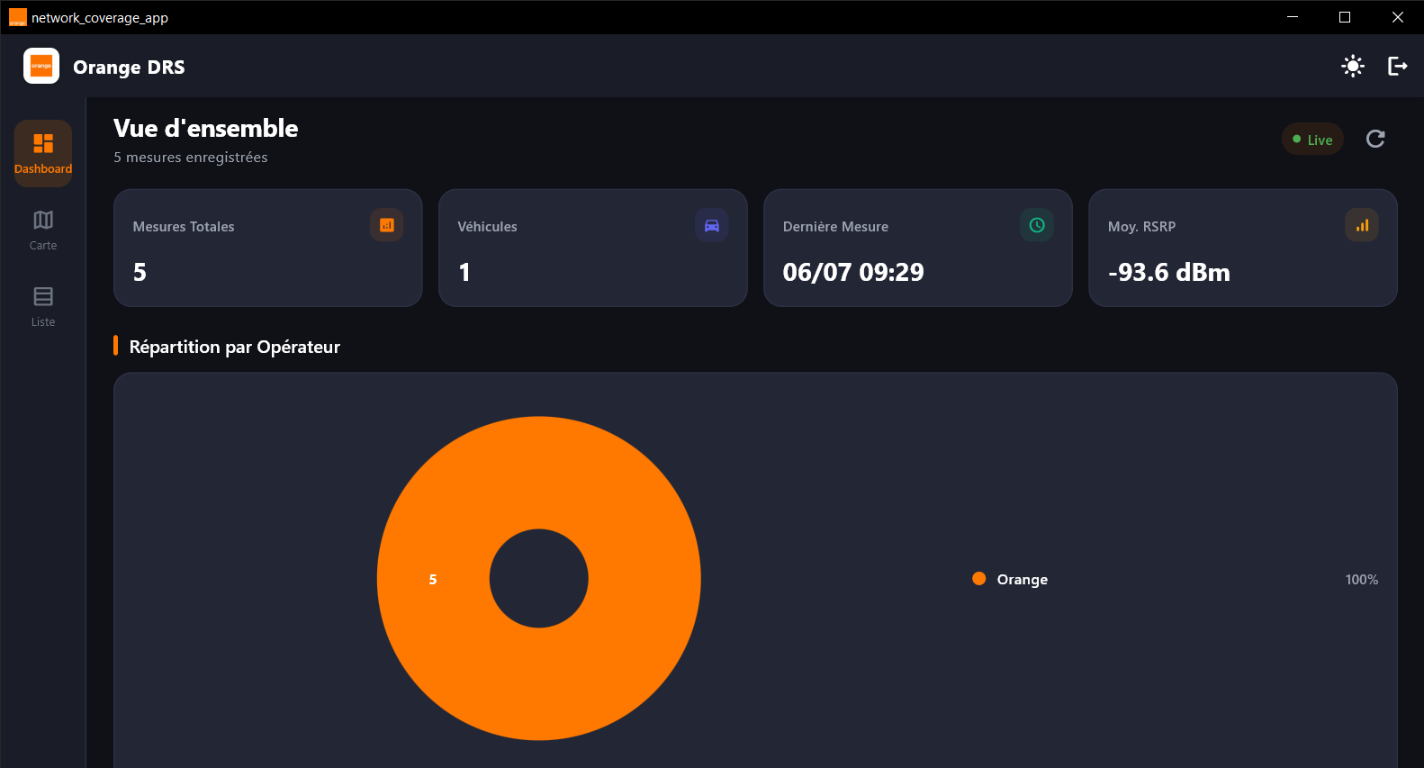 network_coverage_app
orange
Orange DRS
Vue d'ensemble
5 mesures enregistrées
Live
Dashboard
Carte
Liste
Mesures Totales
5
Véhicules
1
Dernière Mesure
06/07 09:29
Moy. RSRP
-93.6 dBm
Répartition par Opérateur
5
Orange
100%